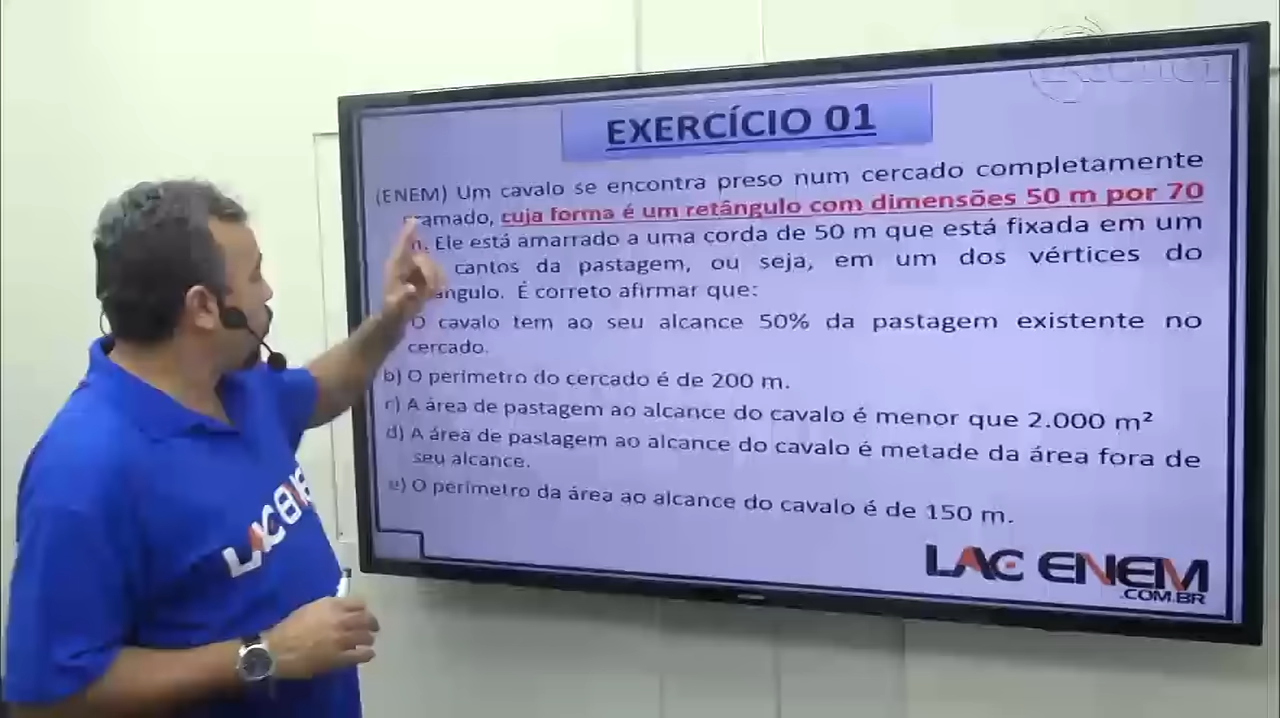 EXERCÍCIO 01
(ENEM) Um cavalo se encontra preso num cercado completamente
gramado, cuja forma é um retângulo com dimensões 50 m por 70
m. Ele está amarrado a uma corda de 50 m que está fixada em um
cantos da pastagem, ou seja, em um dos vértices do
ângulo. É correto afirmar que:
O cavalo tem ao seu alcance 50% da pastagem existente no
cercado.
b) O perimetro do cercado é de 200 m.
c) A área de pastagem ao alcance do cavalo é menor que 2.000 m²
d) A área de pastagem ao alcance do cavalo é metade da área fora de
seu alcance.
e) O perimetro da área ao alcance do cavalo é de 150 m.
LAC ENEM
.COM.BR
LAC ENE